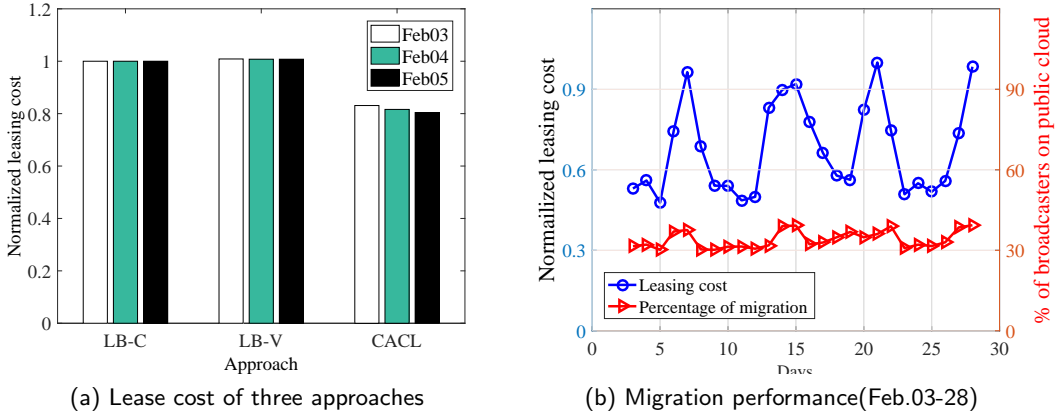 1.2
1
0.8
0.6
0.4
0.2
0
Normalized leasing cost
Feb03
Feb04
Feb05
LB-C
LB-V
CACL
Approach
(a) Lease cost of three approaches
0.9
0.6
0.3
0
Normailized leasing cost
90
60
30
0
% of broadcasters on public cloud
Leasing cost
Percentage of migration
0
5
10
15
20
25
30
Days
(b) Migration performance(Feb.03-28)